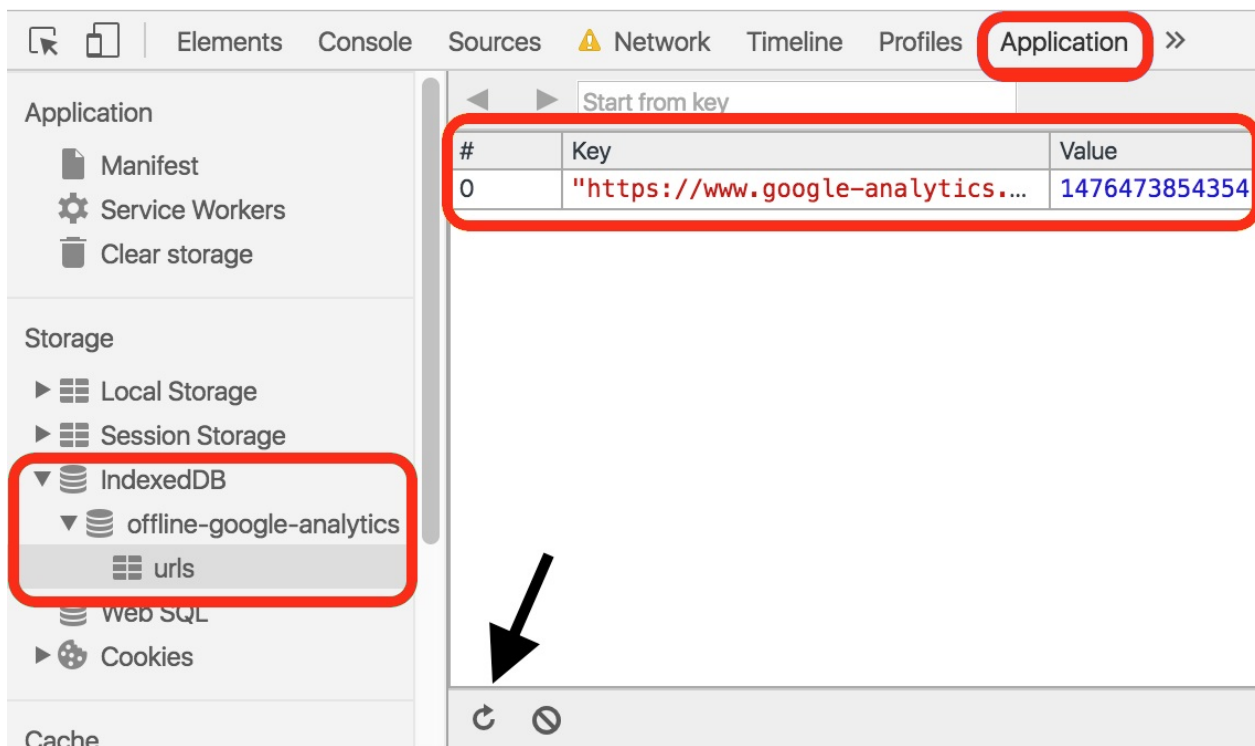 Elements Console Sources Network Timeline Profiles Application »
Application
Manifest
Service Workers
Clear storage
Storage
Local Storage
Session Storage
IndexedDB
offline-google-analytics
urls
Web SQL
Cookies
Cache
Start from key
# Key Value
0 "https://www.google-analytics.… 1476473854354